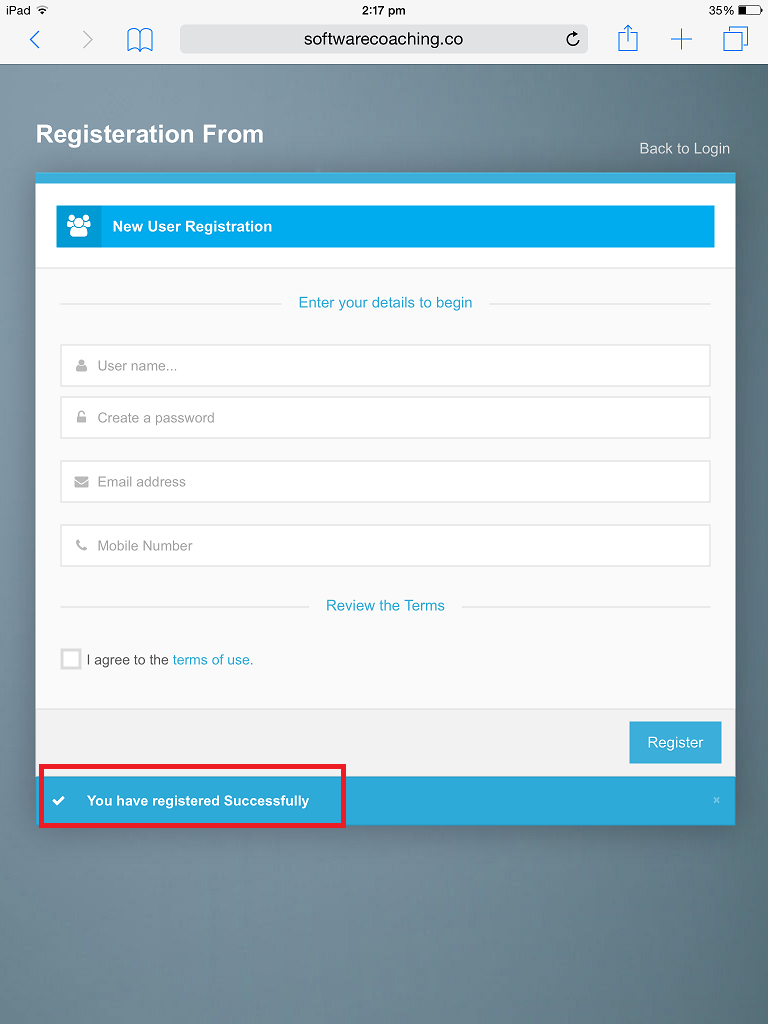 iPad 2:17 pm 35%
softwarecoaching.co
Registeration From
Back to Login
New User Registration
Enter your details to begin
User name...
Create a password
Email address
Mobile Number
Review the Terms
I agree to the terms of use.
Register
You have registered Successfully
×